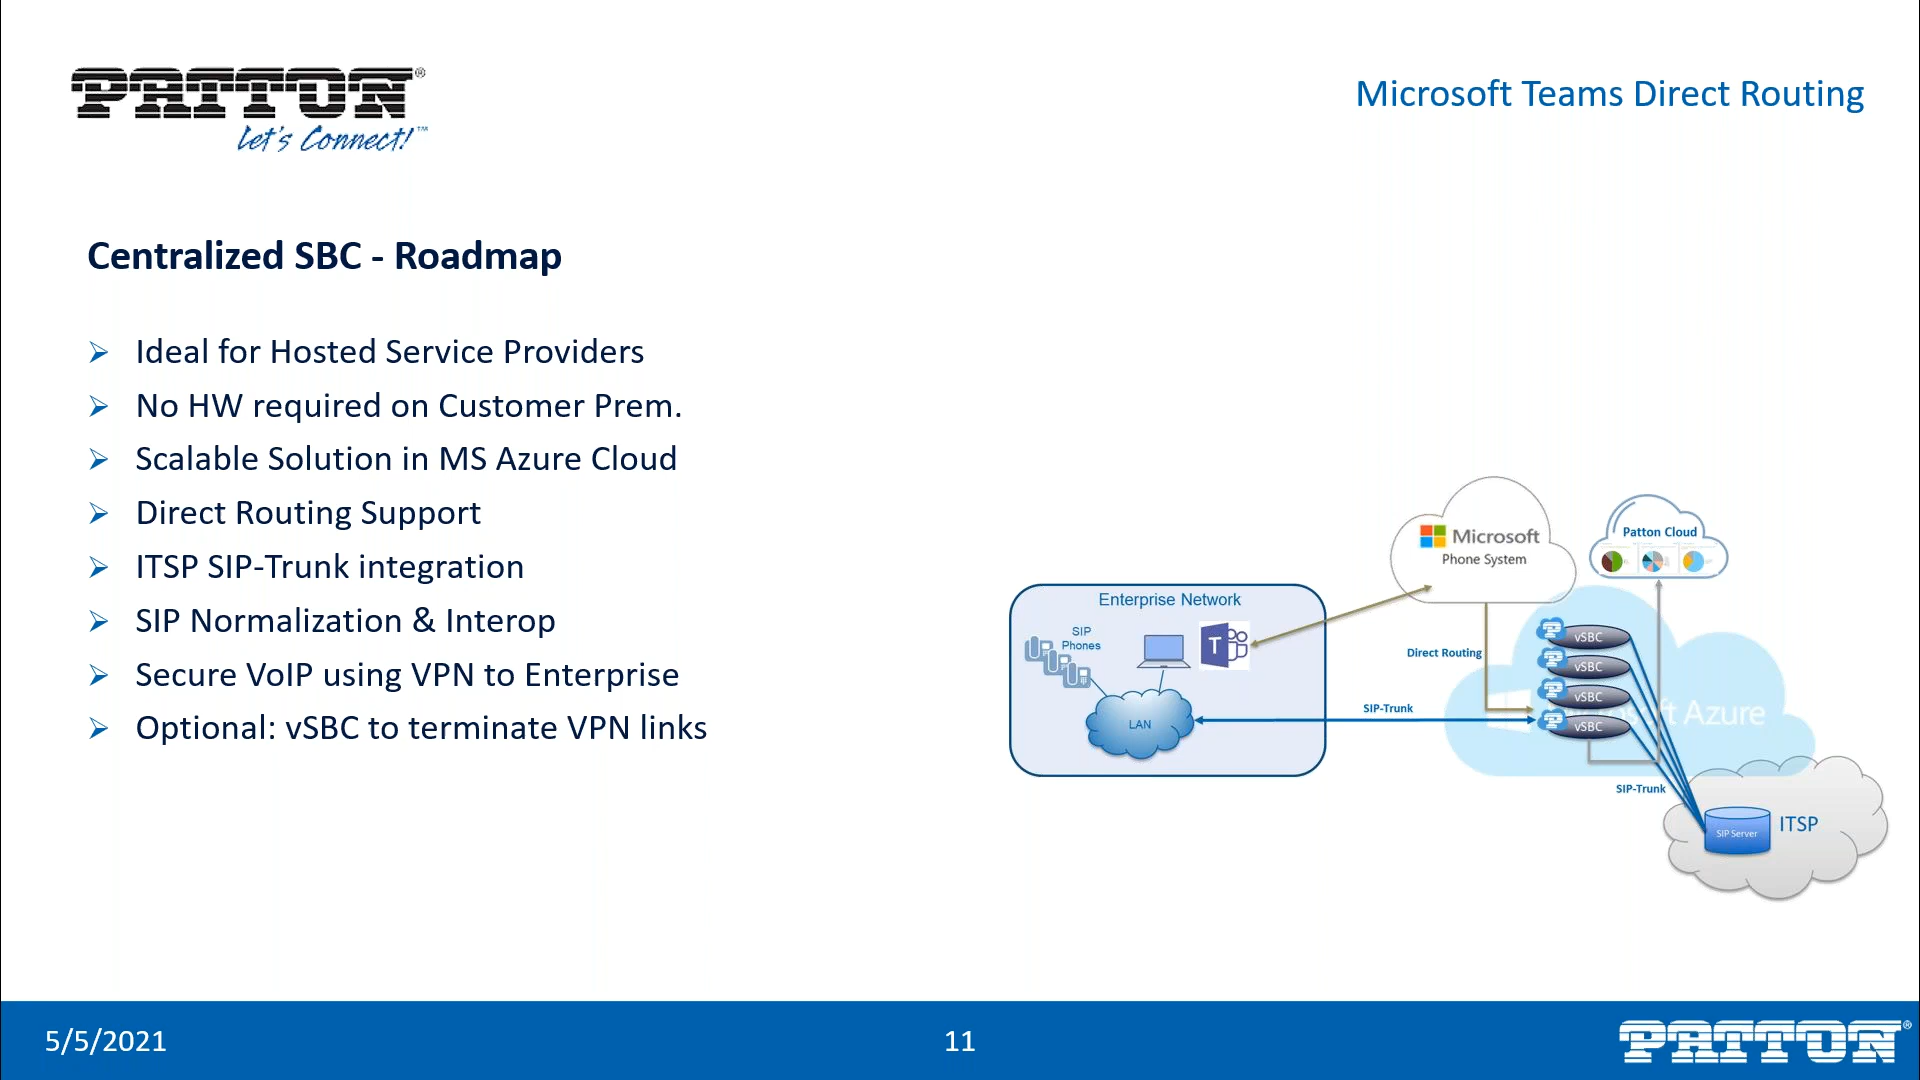 PATTON®
Let's Connect!™
Microsoft Teams Direct Routing
Centralized SBC - Roadmap
Ideal for Hosted Service Providers
No HW required on Customer Prem.
Scalable Solution in MS Azure Cloud
Direct Routing Support
ITSP SIP-Trunk integration
SIP Normalization & Interop
Secure VoIP using VPN to Enterprise
Optional: vSBC to terminate VPN links
Microsoft
Phone System
Patton Cloud
Enterprise Network
SIP
Phones
T
LAN
Direct Routing
SIP-Trunk
vSBC
vSBC
vSBC
vSBC
Azure
SIP-Trunk
SIP Server
ITSP
5/5/2021
11
PATTON®